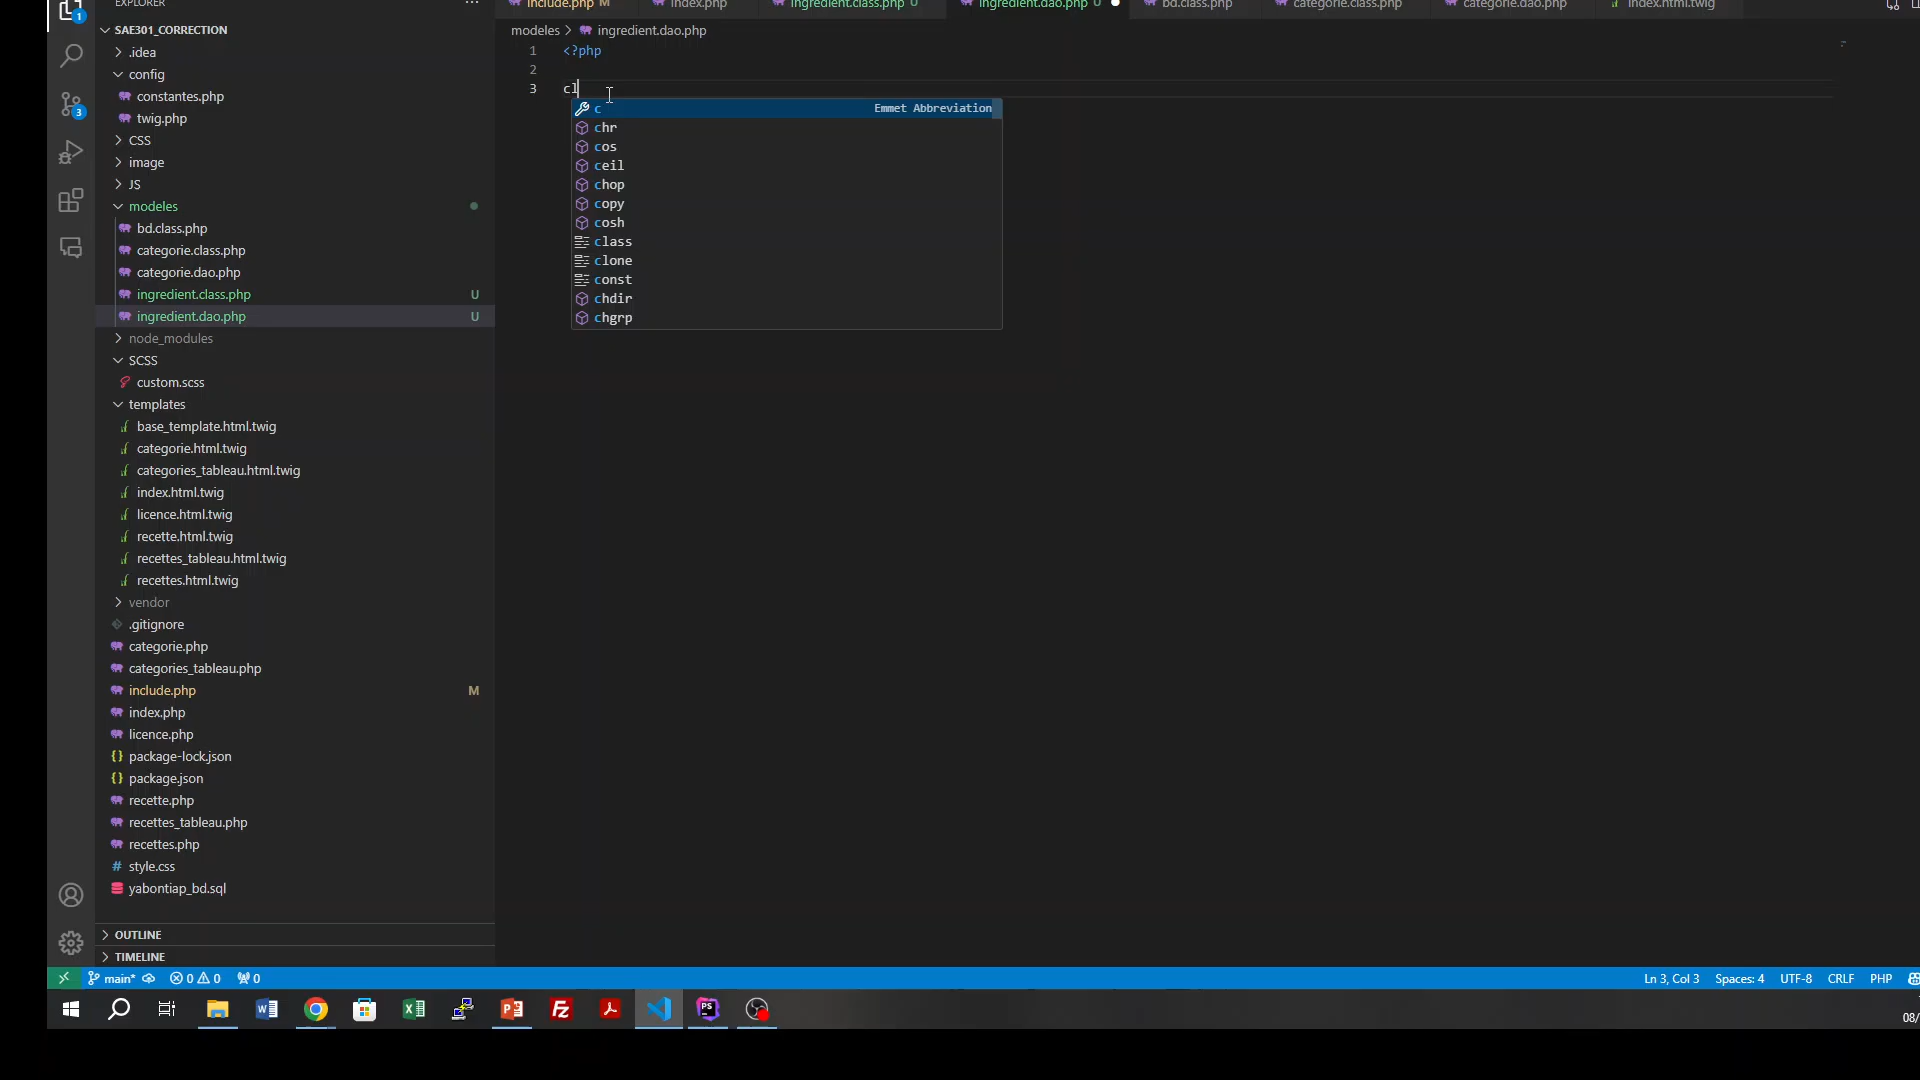 EXPLORER
include.php M
index.php
ingredient.class.php U
ingredient.dao.php U
bd.class.php
categorie.class.php
categorie.dao.php
index.html.twig
1
3
SAE301_CORRECTION
.idea
config
constantes.php
twig.php
CSS
image
JS
modeles
bd.class.php
categorie.class.php
categorie.dao.php
ingredient.class.php U
ingredient.dao.php U
node_modules
SCSS
custom.scss
templates
base_template.html.twig
categorie.html.twig
categories_tableau.html.twig
index.html.twig
licence.html.twig
recette.html.twig
recettes_tableau.html.twig
recettes.html.twig
vendor
.gitignore
categorie.php
categories_tableau.php
include.php M
index.php
licence.php
package-lock.json
package.json
recette.php
recettes_tableau.php
recettes.php
style.css
yabontiap_bd.sql
OUTLINE
TIMELINE
modeles > ingredient.dao.php
1 <?php
2
3 cl
c Emmet Abbreviation
chr
cos
ceil
chop
copy
cosh
class
clone
const
chdir
chgrp
main* 0 0 0
Ln 3, Col 3 Spaces: 4 UTF-8 CRLF PHP
08/